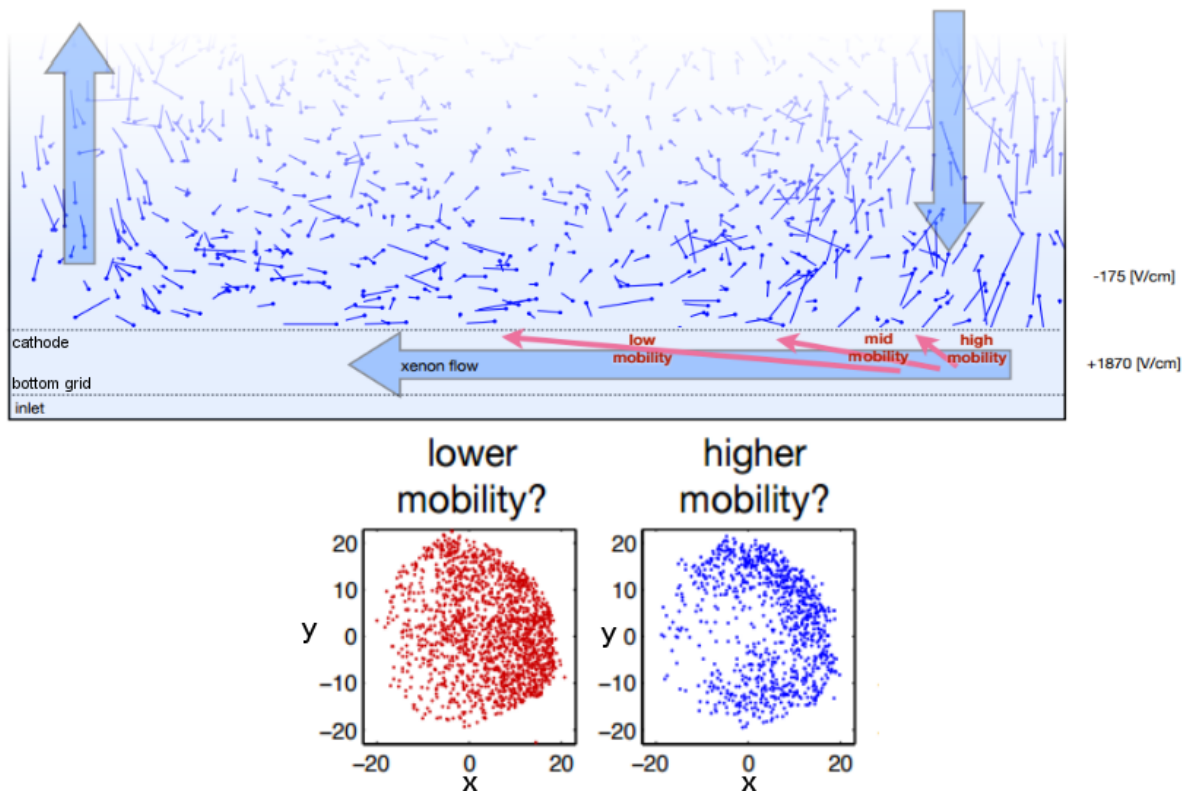 -175 [V/cm]
cathode
low
mobility
mid
mobility
high
mobility
xenon flow
+1870 [V/cm]
bottom grid
inlet
lower
mobility?
higher
mobility?
20
10
y
0
-10
-20
-20
0
20
x
20
10
y
0
-10
-20
-20
0
20
x